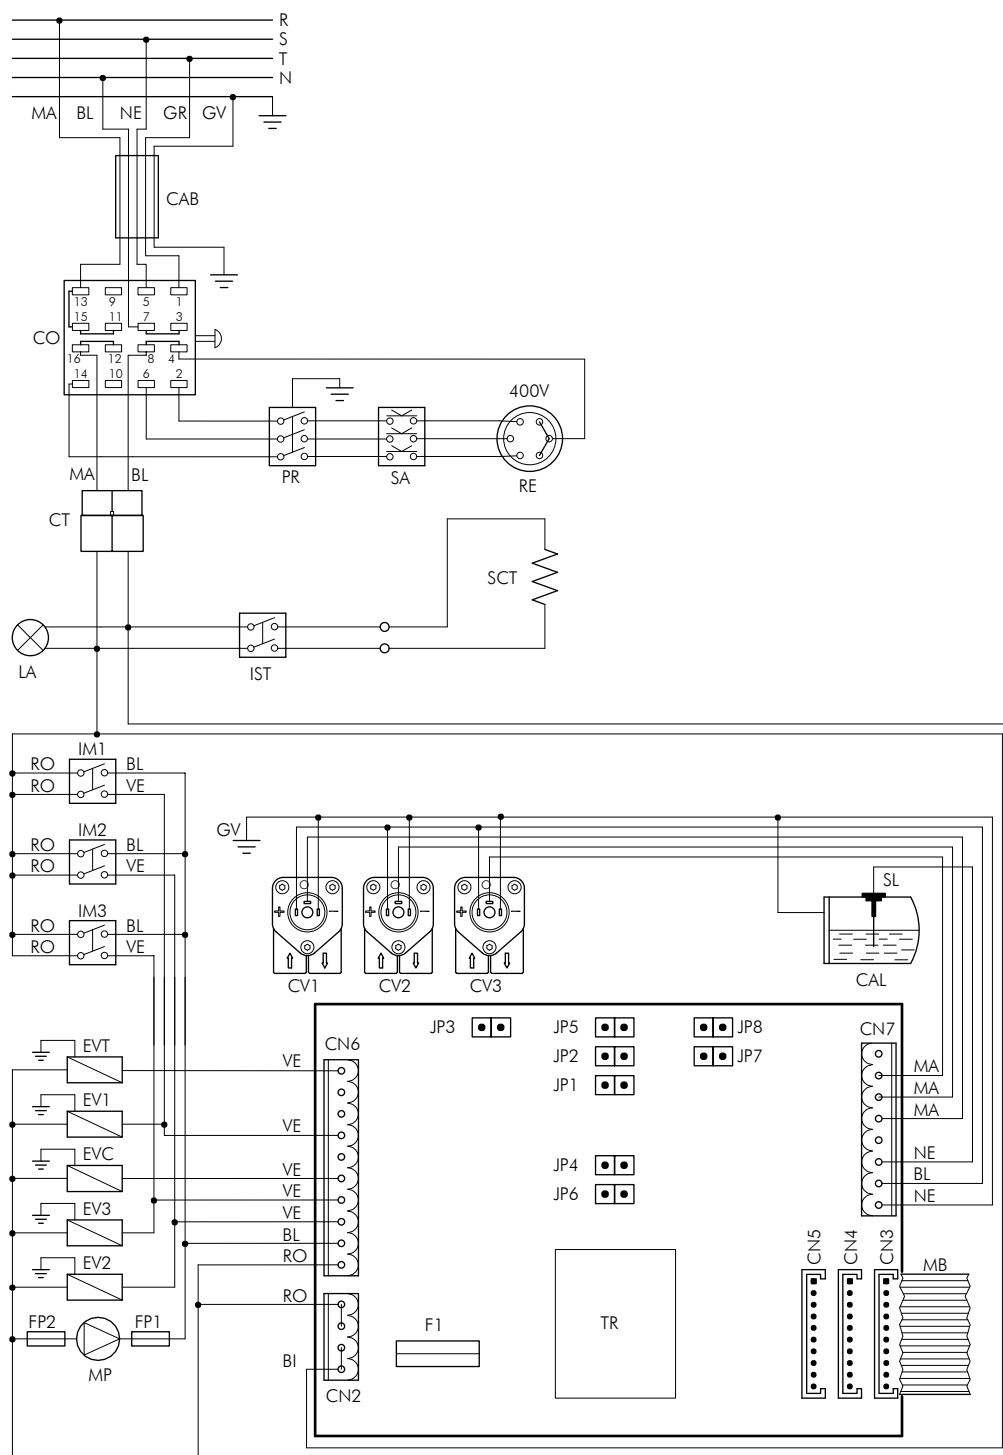 R
S
T
N
MA BL NE GR GV
CAB
13 9 5 1
15 11 7 3
CO
16 12 8 4
14 10 6 2
400V
PR SA RE
MA BL
CT
SCT
LA IST
IM1
RO BL
RO VE
IM2
RO BL
RO VE
IM3
RO BL
RO VE
GV
+ − + − + −
SL
CV1 CV2 CV3 CAL
JP3 JP5 JP8
CN6 CN7
JP2 JP7
JP1
EVT VE MA
MA
EV1 VE MA
EVC VE NE
JP4
VE BL
JP6
EV3 VE NE
BL
EV2 RO
CN5 CN4 CN3 MB
RO
FP2 FP1 F1 TR
MP BI
CN2